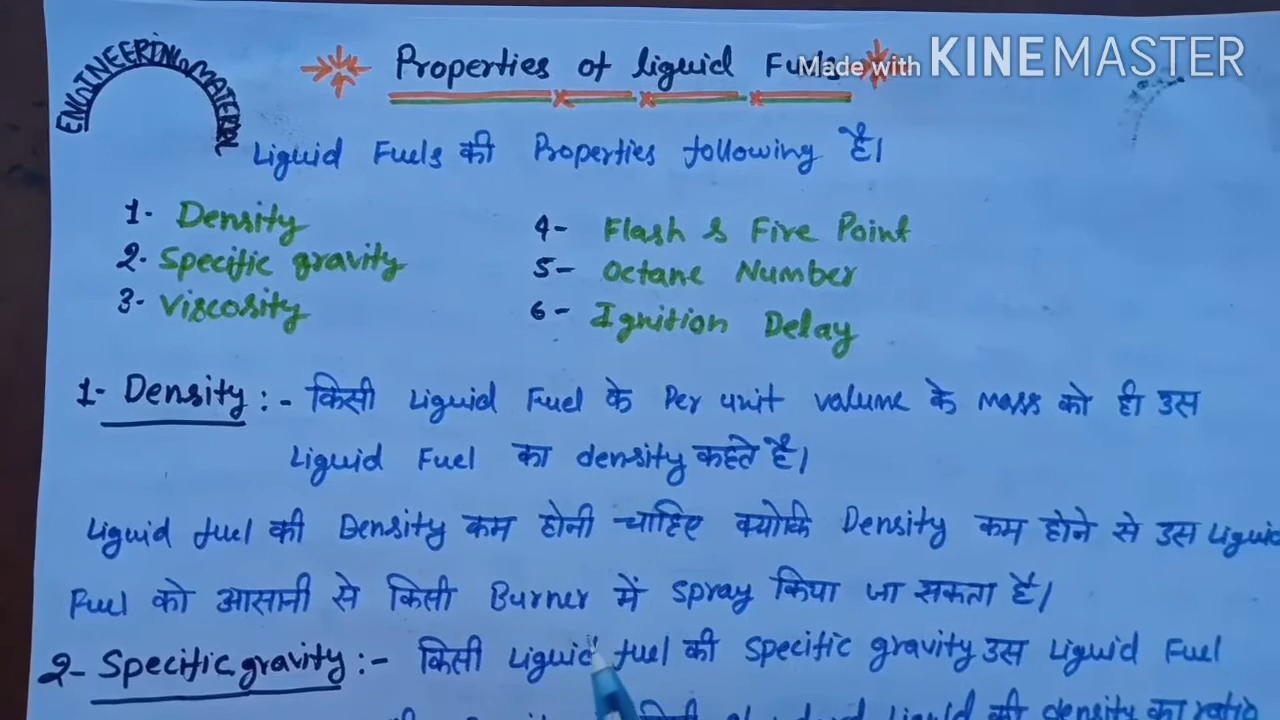 ENGINEERING MATERIAL
Properties of liquid Fuels
Made with KINEMASTER
Liquid Fuels की Properties following है।
1- Density
2- Specific gravity
3- Viscosity
4- Flash & Fire Point
5- Octane Number
6- Ignition Delay
1- Density :- किसी Liquid Fuel के Per unit volume के mass को ही उस
Liquid Fuel का density कहते है।
Liquid fuel की Density कम होनी चाहिए क्योकि Density कम होने से उस Liquid
Fuel को आसानी से किसी Burner में spray किया जा सकता है।
2- Specific gravity :- किसी Liquid fuel की specific gravity उस Liquid Fuel
की density का ratio